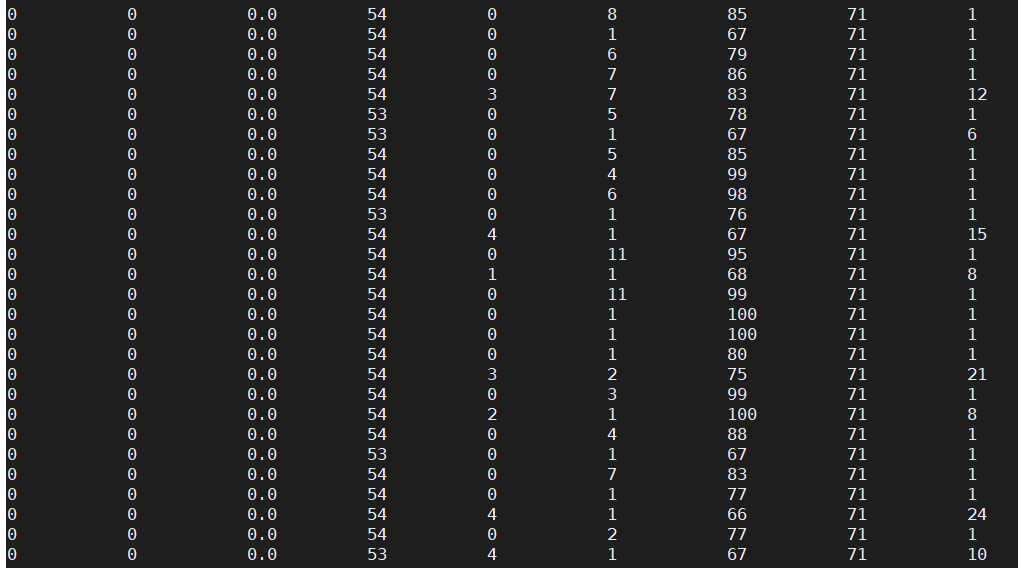 0 0 0.0 54 0 8 85 71 1
0 0 0.0 54 0 1 67 71 1
0 0 0.0 54 0 6 79 71 1
0 0 0.0 54 0 7 86 71 1
0 0 0.0 54 3 7 83 71 12
0 0 0.0 53 0 5 78 71 1
0 0 0.0 53 0 1 67 71 6
0 0 0.0 54 0 5 85 71 1
0 0 0.0 54 0 4 99 71 1
0 0 0.0 54 0 6 98 71 1
0 0 0.0 53 0 1 76 71 1
0 0 0.0 54 4 1 67 71 15
0 0 0.0 54 0 11 95 71 1
0 0 0.0 54 1 1 68 71 8
0 0 0.0 54 0 11 99 71 1
0 0 0.0 54 0 1 100 71 1
0 0 0.0 54 0 1 100 71 1
0 0 0.0 54 0 1 80 71 1
0 0 0.0 54 3 2 75 71 21
0 0 0.0 54 0 3 99 71 1
0 0 0.0 54 2 1 100 71 8
0 0 0.0 54 0 4 88 71 1
0 0 0.0 53 0 1 67 71 1
0 0 0.0 54 0 7 83 71 1
0 0 0.0 54 0 1 77 71 1
0 0 0.0 54 4 1 66 71 24
0 0 0.0 54 0 2 77 71 1
0 0 0.0 53 4 1 67 71 10